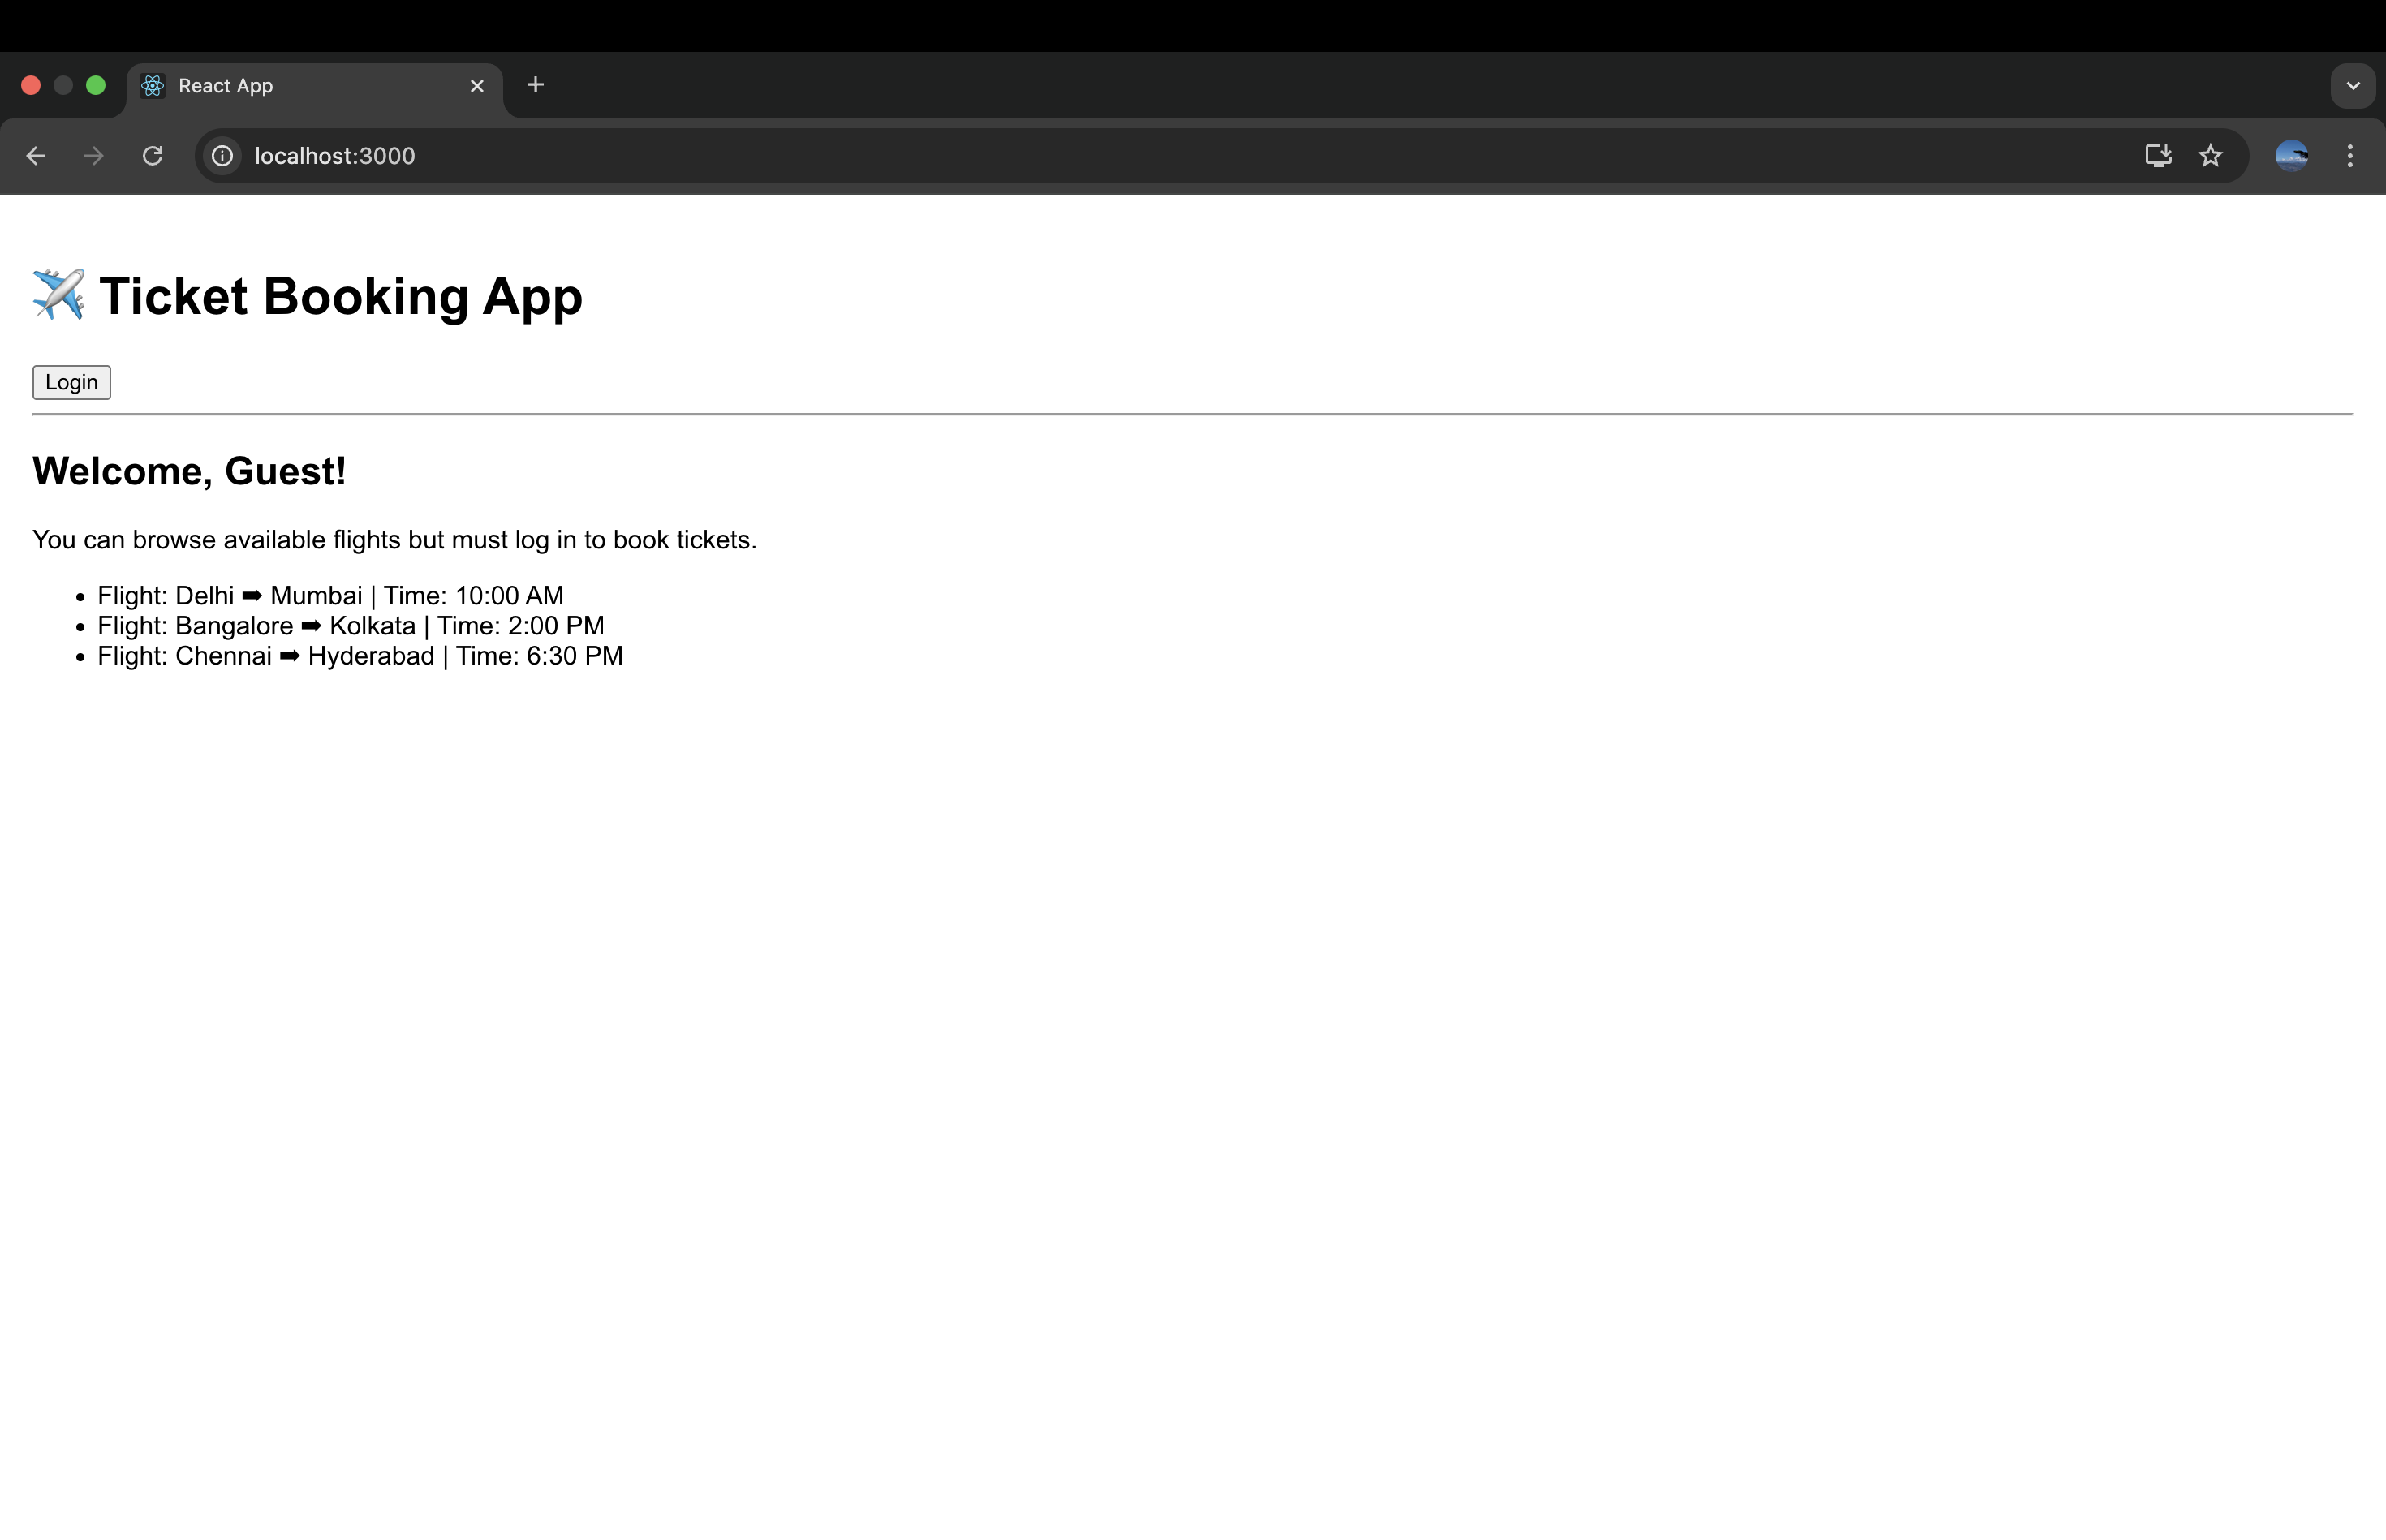 React App
localhost:3000
✈️ Ticket Booking App
Login
Welcome, Guest!
You can browse available flights but must log in to book tickets.
• Flight: Delhi ➡ Mumbai | Time: 10:00 AM
• Flight: Bangalore ➡ Kolkata | Time: 2:00 PM
• Flight: Chennai ➡ Hyderabad | Time: 6:30 PM